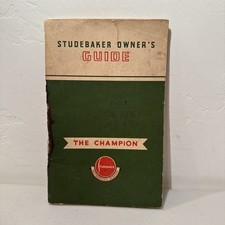 STUDEBAKER OWNER'S
GUIDE
THE CHAMPION